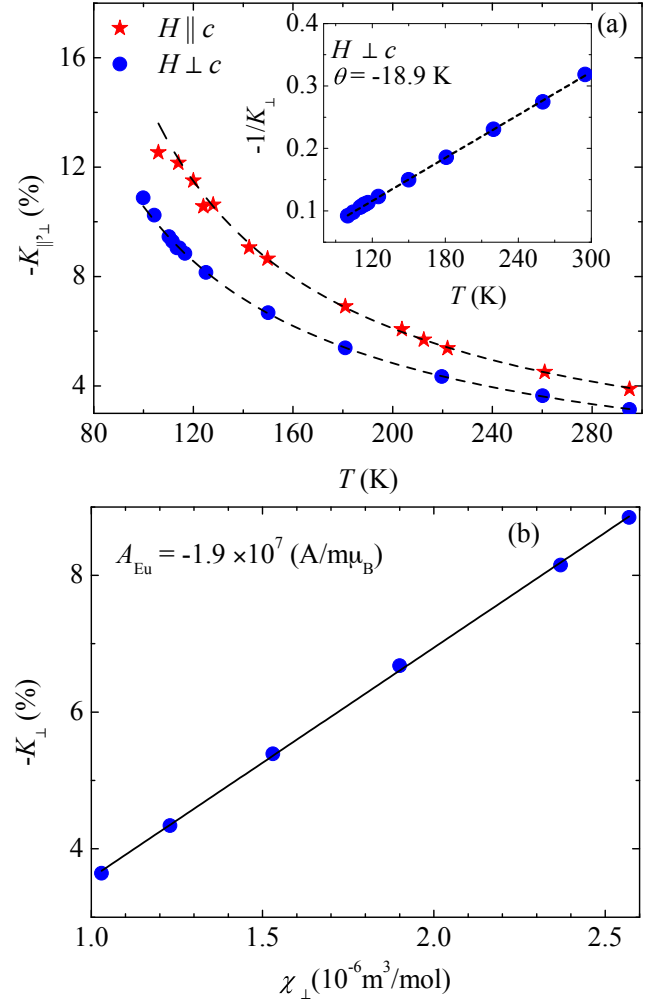 (a)
H || c
H ⊥ c
-K||,⊥ (%)
16
12
8
4
80 120 160 200 240 280
T (K)
H ⊥ c
θ = -18.9 K
-1/K⊥
0.4
0.3
0.2
0.1
120 180 240 300
T (K)
(b)
A_Eu = -1.9 ×10^7 (A/mμ_B)
-K⊥ (%)
8
6
4
1.0 1.5 2.0 2.5
χ⊥(10^-6m^3/mol)